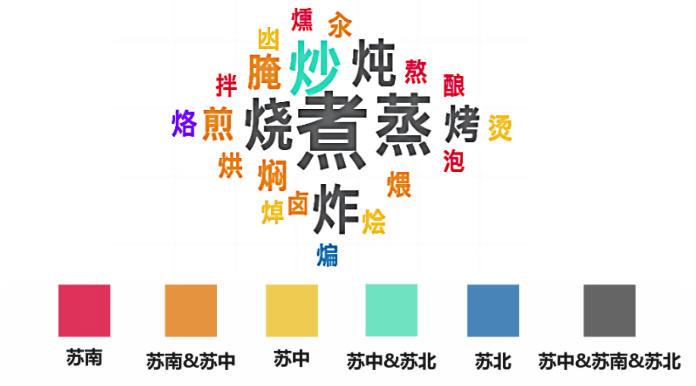 燻 汆
凼
腌 炒 炖 熬
拌 酿
烙 煎 烧 煮 蒸 烤 烫
烘 焖 泡
煨
焯 卤 炸 烩
煸
苏南 苏南&苏中 苏中 苏中&苏北 苏北 苏中&苏南&苏北